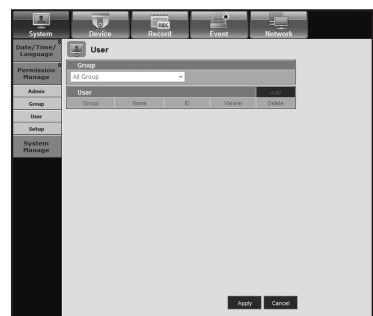 System Device Record Event Network
Date/Time/
Language
User
Permission
Manage
Group
All Group
Admin
User Add
Group Name ID Viewer Delete
Group
User
Setup
System
Manage
Apply Cancel